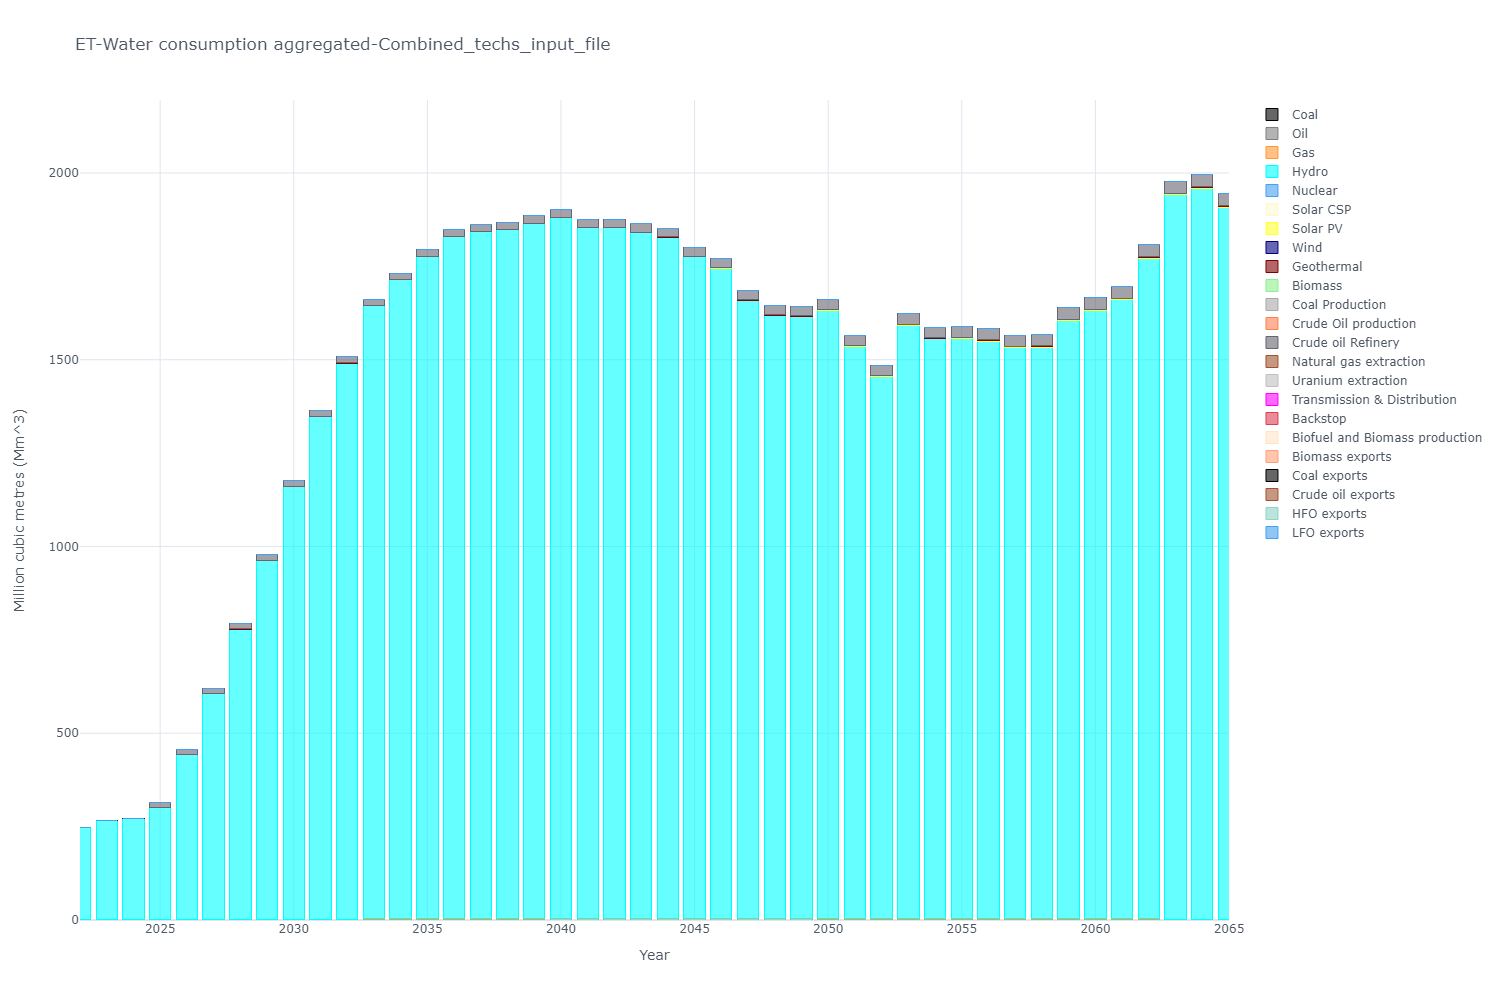 ET-Water consumption aggregated-Combined_techs_input_file
Million cubic metres (Mm^3)
2000
1500
1000
500
0
2025
2030
2035
2040
2045
2050
2055
2060
2065
Year
Coal
Oil
Gas
Hydro
Nuclear
Solar CSP
Solar PV
Wind
Geothermal
Biomass
Coal Production
Crude Oil production
Crude oil Refinery
Natural gas extraction
Uranium extraction
Transmission & Distribution
Backstop
Biofuel and Biomass production
Biomass exports
Coal exports
Crude oil exports
HFO exports
LFO exports